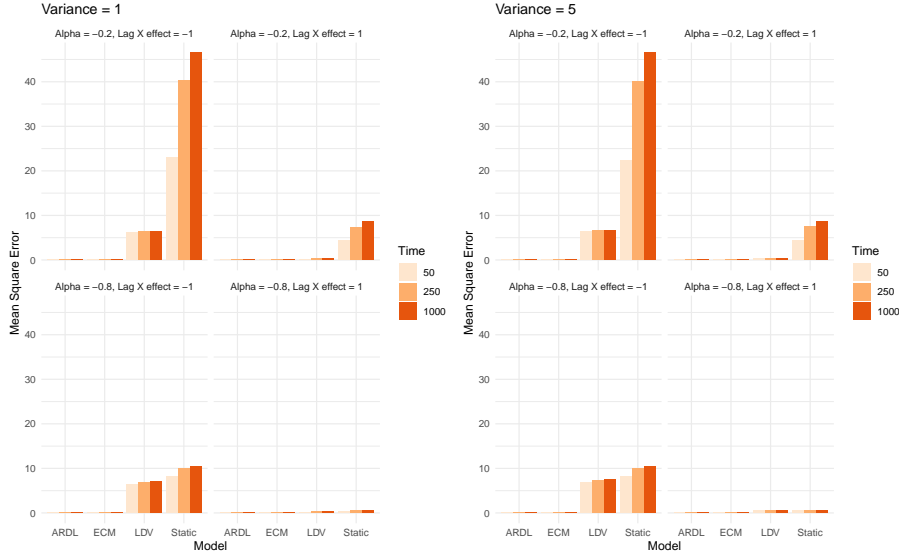 Variance = 1
Alpha = −0.2, Lag X effect = −1
Alpha = −0.2, Lag X effect = 1
40
30
20
10
0
Alpha = −0.8, Lag X effect = −1
Alpha = −0.8, Lag X effect = 1
40
30
20
10
0
ARDL ECM LDV Static
ARDL ECM LDV Static
Model
Mean Square Error
Time
50
250
1000
Variance = 5
Alpha = −0.2, Lag X effect = −1
Alpha = −0.2, Lag X effect = 1
40
30
20
10
0
Alpha = −0.8, Lag X effect = −1
Alpha = −0.8, Lag X effect = 1
40
30
20
10
0
ARDL ECM LDV Static
ARDL ECM LDV Static
Model
Mean Square Error
Time
50
250
1000